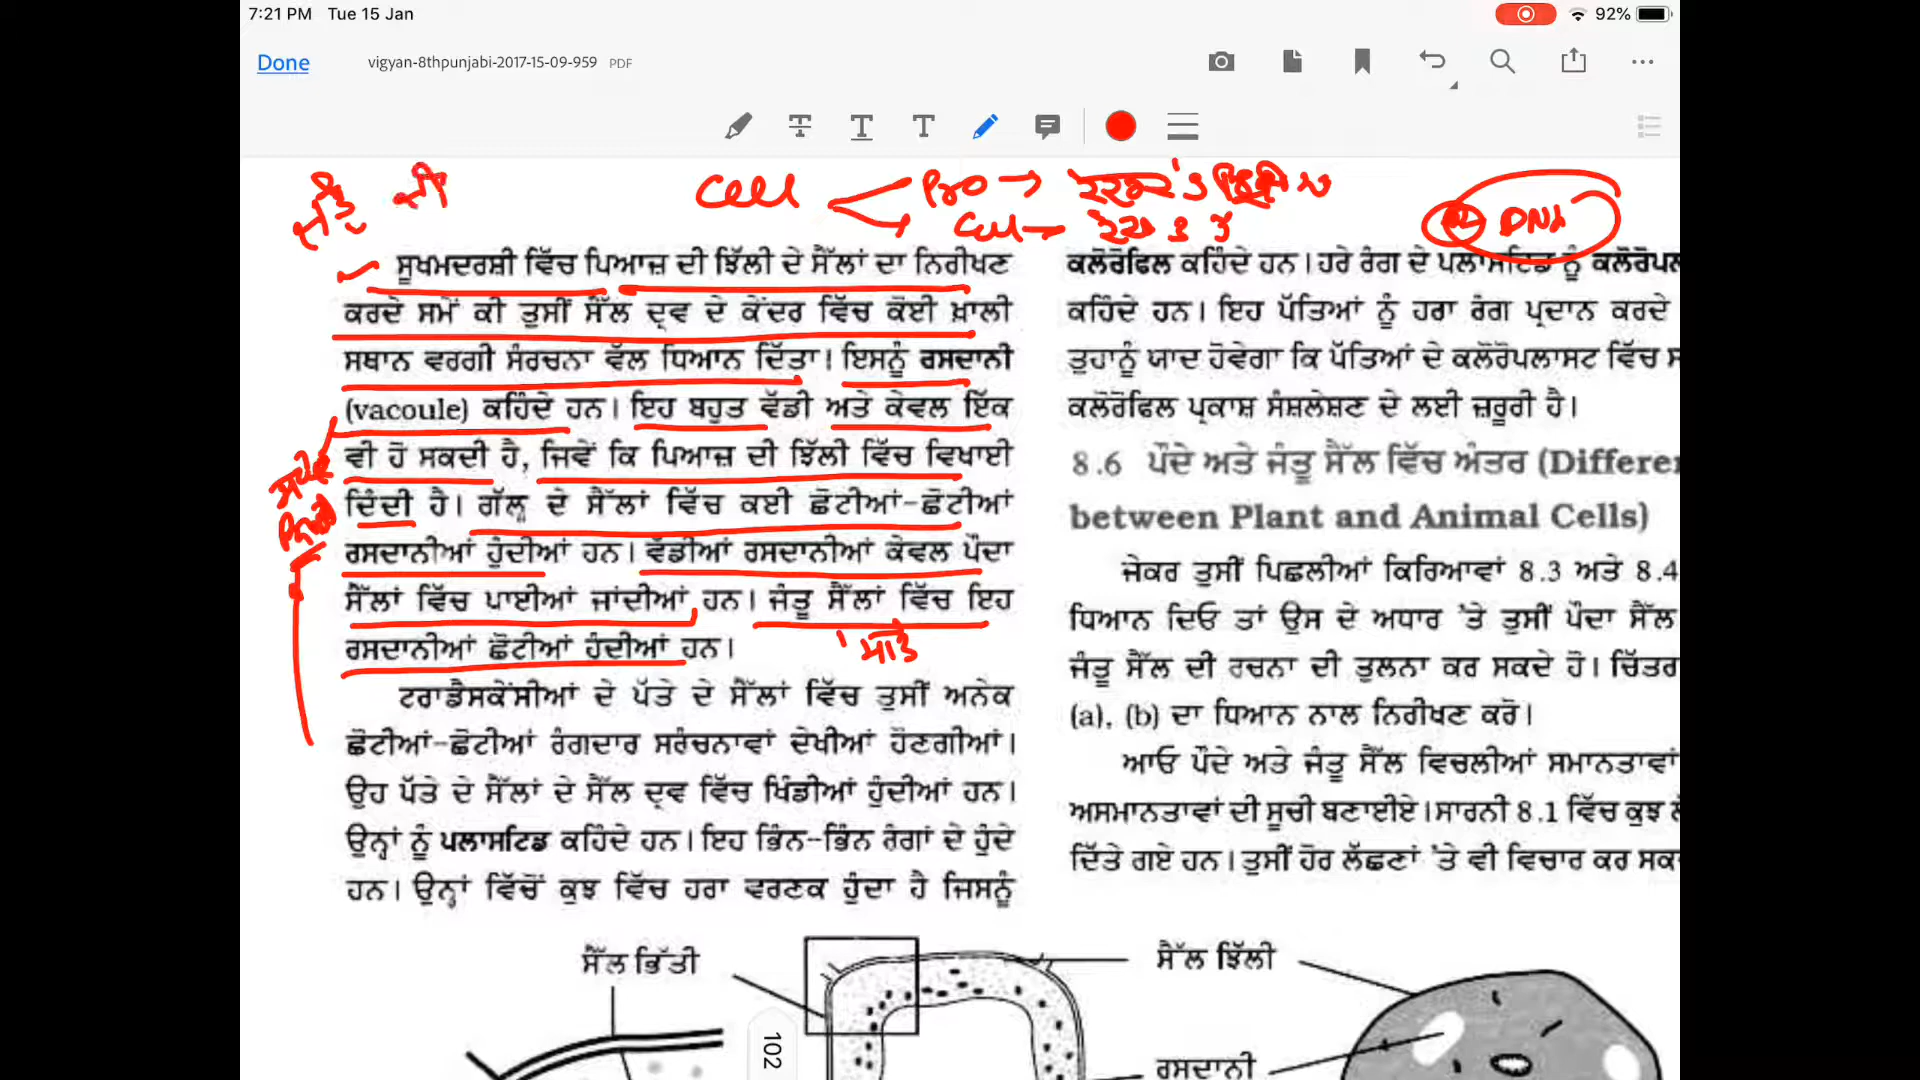 7:21 PM Tue 15 Jan
92%
Done
vigyan-8thpunjabi-2017-15-09-959 PDF
Cell
Pro
DNA
Cell
ਸੂਖਮਦਰਸ਼ੀ ਵਿੱਚ ਪਿਆਜ਼ ਦੀ ਝਿੱਲੀ ਦੇ ਸੈੱਲਾਂ ਦਾ ਨਿਰੀਖਣ
ਕਰਦੇ ਸਮੇਂ ਕੀ ਤੁਸੀਂ ਸੈੱਲ ਦ੍ਰਵ ਦੇ ਕੇਂਦਰ ਵਿੱਚ ਕੋਈ ਖ਼ਾਲੀ
ਸਥਾਨ ਵਰਗੀ ਸੰਰਚਨਾ ਵੱਲ ਧਿਆਨ ਦਿੱਤਾ। ਇਸਨੂੰ ਰਸਦਾਨੀ
(vacoule) ਕਹਿੰਦੇ ਹਨ। ਇਹ ਬਹੁਤ ਵੱਡੀ ਅਤੇ ਕੇਵਲ ਇੱਕ
ਵੀ ਹੋ ਸਕਦੀ ਹੈ, ਜਿਵੇਂ ਕਿ ਪਿਆਜ਼ ਦੀ ਝਿੱਲੀ ਵਿੱਚ ਵਿਖਾਈ
ਦਿੰਦੀ ਹੈ। ਗੱਲ੍ਹ ਦੇ ਸੈੱਲਾਂ ਵਿੱਚ ਕਈ ਛੋਟੀਆਂ-ਛੋਟੀਆਂ
ਰਸਦਾਨੀਆਂ ਹੁੰਦੀਆਂ ਹਨ। ਵੱਡੀਆਂ ਰਸਦਾਨੀਆਂ ਕੇਵਲ ਪੌਦਾ
ਸੈੱਲਾਂ ਵਿੱਚ ਪਾਈਆਂ ਜਾਂਦੀਆਂ ਹਨ। ਜੰਤੂ ਸੈੱਲਾਂ ਵਿੱਚ ਇਹ
ਰਸਦਾਨੀਆਂ ਛੋਟੀਆਂ ਹੁੰਦੀਆਂ ਹਨ।
ਟਰਾਡੈਸਕੇਂਸੀਆਂ ਦੇ ਪੱਤੇ ਦੇ ਸੈੱਲਾਂ ਵਿੱਚ ਤੁਸੀਂ ਅਨੇਕ
ਛੋਟੀਆਂ-ਛੋਟੀਆਂ ਰੰਗਦਾਰ ਸਰੰਚਨਾਵਾਂ ਦੇਖੀਆਂ ਹੋਣਗੀਆਂ।
ਉਹ ਪੱਤੇ ਦੇ ਸੈੱਲਾਂ ਦੇ ਸੈੱਲ ਦ੍ਰਵ ਵਿੱਚ ਖਿੰਡੀਆਂ ਹੁੰਦੀਆਂ ਹਨ।
ਉਨ੍ਹਾਂ ਨੂੰ ਪਲਾਸਟਿਡ ਕਹਿੰਦੇ ਹਨ। ਇਹ ਭਿੰਨ-ਭਿੰਨ ਰੰਗਾਂ ਦੇ ਹੁੰਦੇ
ਹਨ। ਉਨ੍ਹਾਂ ਵਿੱਚੋਂ ਕੁਝ ਵਿੱਚ ਹਰਾ ਵਰਣਕ ਹੁੰਦਾ ਹੈ ਜਿਸਨੂੰ
ਕਲੋਰੋਫਿਲ ਕਹਿੰਦੇ ਹਨ। ਹਰੇ ਰੰਗ ਦੇ ਪਲਾਸਟਿਡ ਨੂੰ ਕਲੋਰੋਪਲ
ਕਹਿੰਦੇ ਹਨ। ਇਹ ਪੱਤਿਆਂ ਨੂੰ ਹਰਾ ਰੰਗ ਪ੍ਰਦਾਨ ਕਰਦੇ
ਤੁਹਾਨੂੰ ਯਾਦ ਹੋਵੇਗਾ ਕਿ ਪੱਤਿਆਂ ਦੇ ਕਲੋਰੋਪਲਾਸਟ ਵਿੱਚ
ਕਲੋਰੋਫਿਲ ਪ੍ਰਕਾਸ਼ ਸੰਸ਼ਲੇਸ਼ਣ ਦੇ ਲਈ ਜ਼ਰੂਰੀ ਹੈ।
8.6 ਪੌਦੇ ਅਤੇ ਜੰਤੂ ਸੈੱਲ ਵਿੱਚ ਅੰਤਰ (Differe
between Plant and Animal Cells)
ਜੇਕਰ ਤੁਸੀਂ ਪਿਛਲੀਆਂ ਕਿਰਿਆਵਾਂ 8.3 ਅਤੇ 8.4
ਧਿਆਨ ਦਿਓ ਤਾਂ ਉਸ ਦੇ ਅਧਾਰ 'ਤੇ ਤੁਸੀਂ ਪੌਦਾ ਸੈੱਲ
ਜੰਤੂ ਸੈੱਲ ਦੀ ਰਚਨਾ ਦੀ ਤੁਲਨਾ ਕਰ ਸਕਦੇ ਹੋ। ਚਿੱਤਰ
(a), (b) ਦਾ ਧਿਆਨ ਨਾਲ ਨਿਰੀਖਣ ਕਰੋ।
ਆਓ ਪੌਦੇ ਅਤੇ ਜੰਤੂ ਸੈੱਲ ਵਿਚਲੀਆਂ ਸਮਾਨਤਾਵਾਂ
ਅਸਮਾਨਤਾਵਾਂ ਦੀ ਸੂਚੀ ਬਣਾਈਏ। ਸਾਰਨੀ 8.1 ਵਿੱਚ ਕੁਝ
ਦਿੱਤੇ ਗਏ ਹਨ। ਤੁਸੀਂ ਹੋਰ ਲੱਛਣਾਂ 'ਤੇ ਵੀ ਵਿਚਾਰ ਕਰ ਸਕ
ਸੈੱਲ ਭਿੱਤੀ
ਸੈੱਲ ਝਿੱਲੀ
ਰਸਦਾਨੀ
102